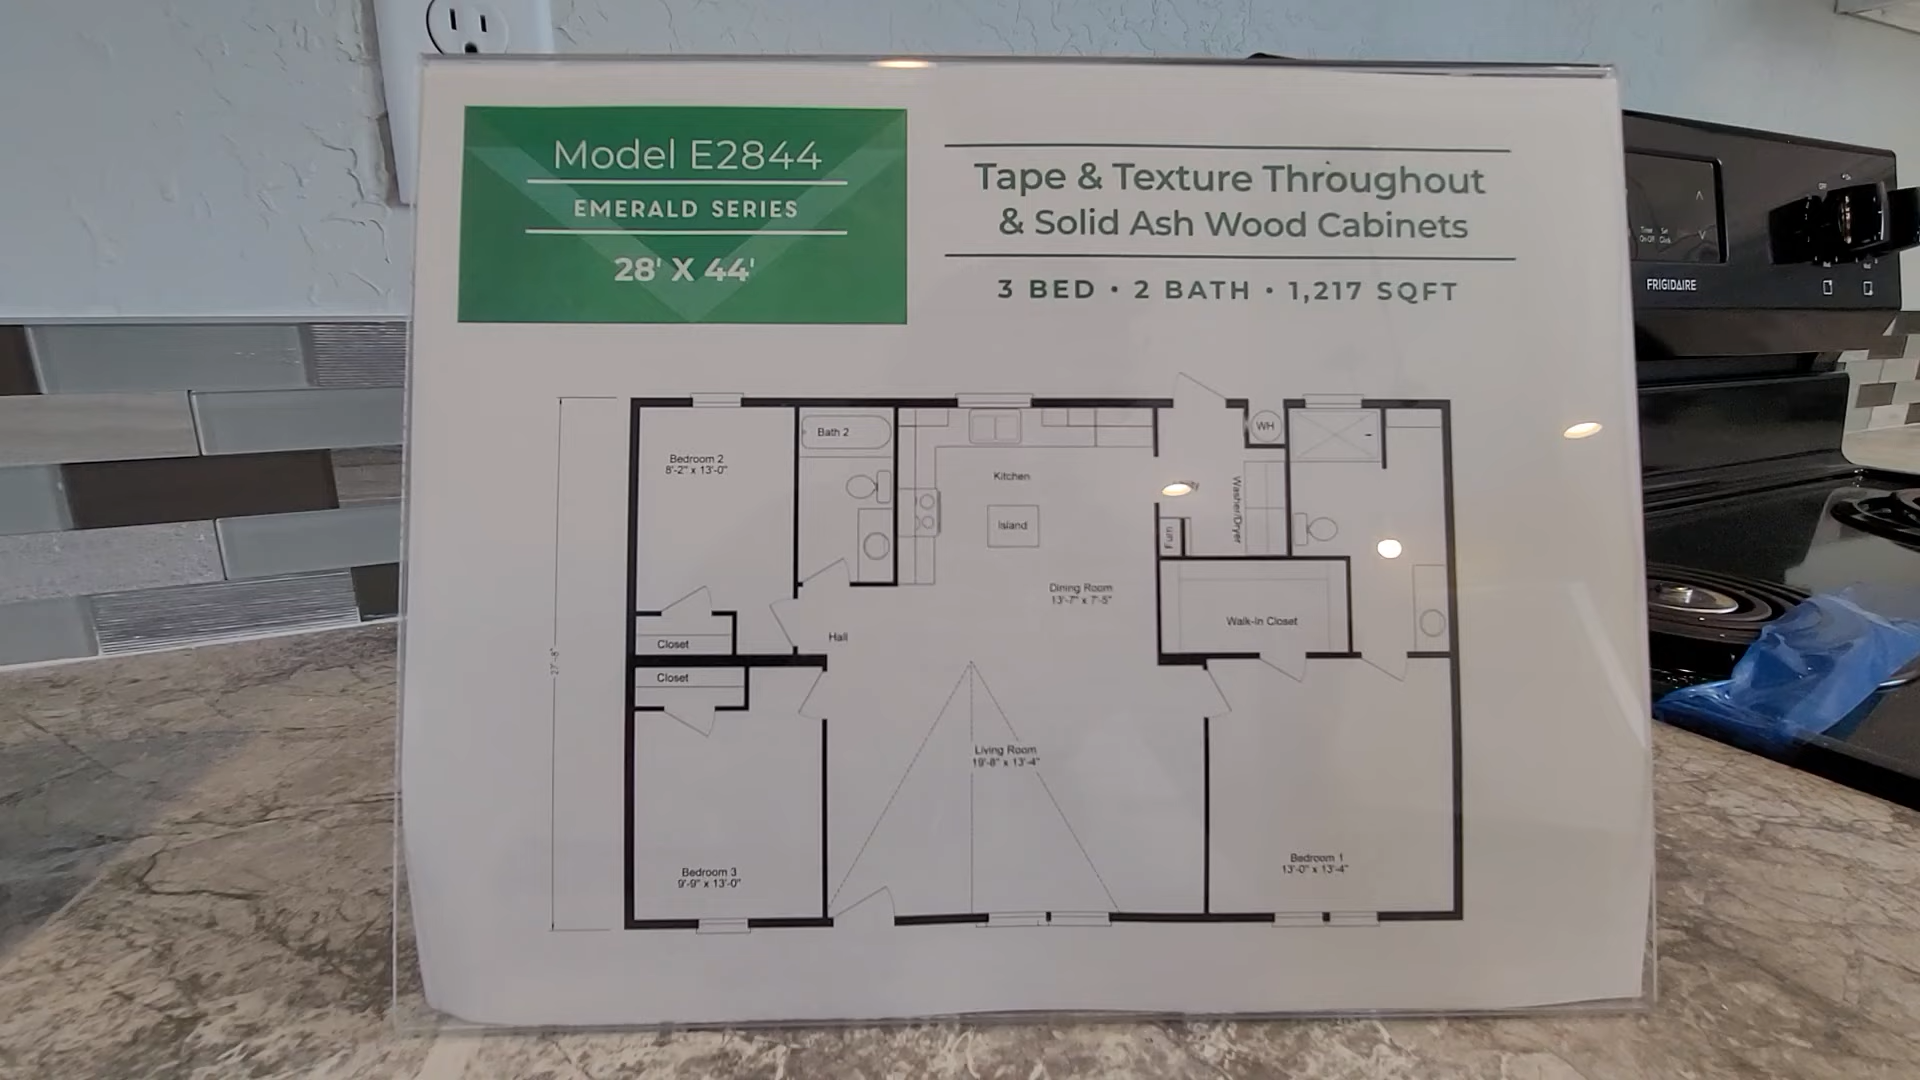 Model E2844
EMERALD SERIES
28' X 44'
Tape & Texture Throughout
& Solid Ash Wood Cabinets
3 BED • 2 BATH • 1,217 SQFT
FRIGIDAIRE
Bath 2
WH
Bedroom 2
8'-2" x 13'-0"
Kitchen
Island
Washer/Dryer
Furn
Dining Room
13'-7" x 7'-5"
Walk-in Closet
Hall
Closet
Closet
27'-8"
Living Room
19'-8" x 13'-4"
Bedroom 3
9'-9" x 13'-0"
Bedroom 1
13'-0" x 13'-4"